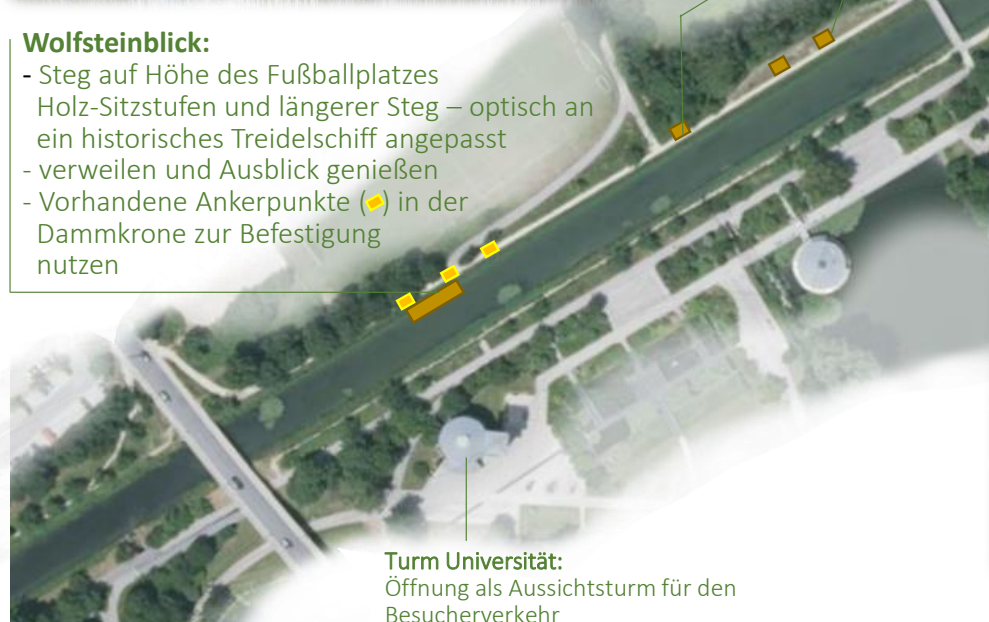 Wolfsteinblick:
- Steg auf Höhe des Fußballplatzes
Holz-Sitzstufen und längerer Steg – optisch an
ein historisches Treidelschiff angepasst
- verweilen und Ausblick genießen
- Vorhandene Ankerpunkte ( ) in der
Dammkrone zur Befestigung
nutzen
Turm Universität:
Öffnung als Aussichtsturm für den
Besucherverkehr